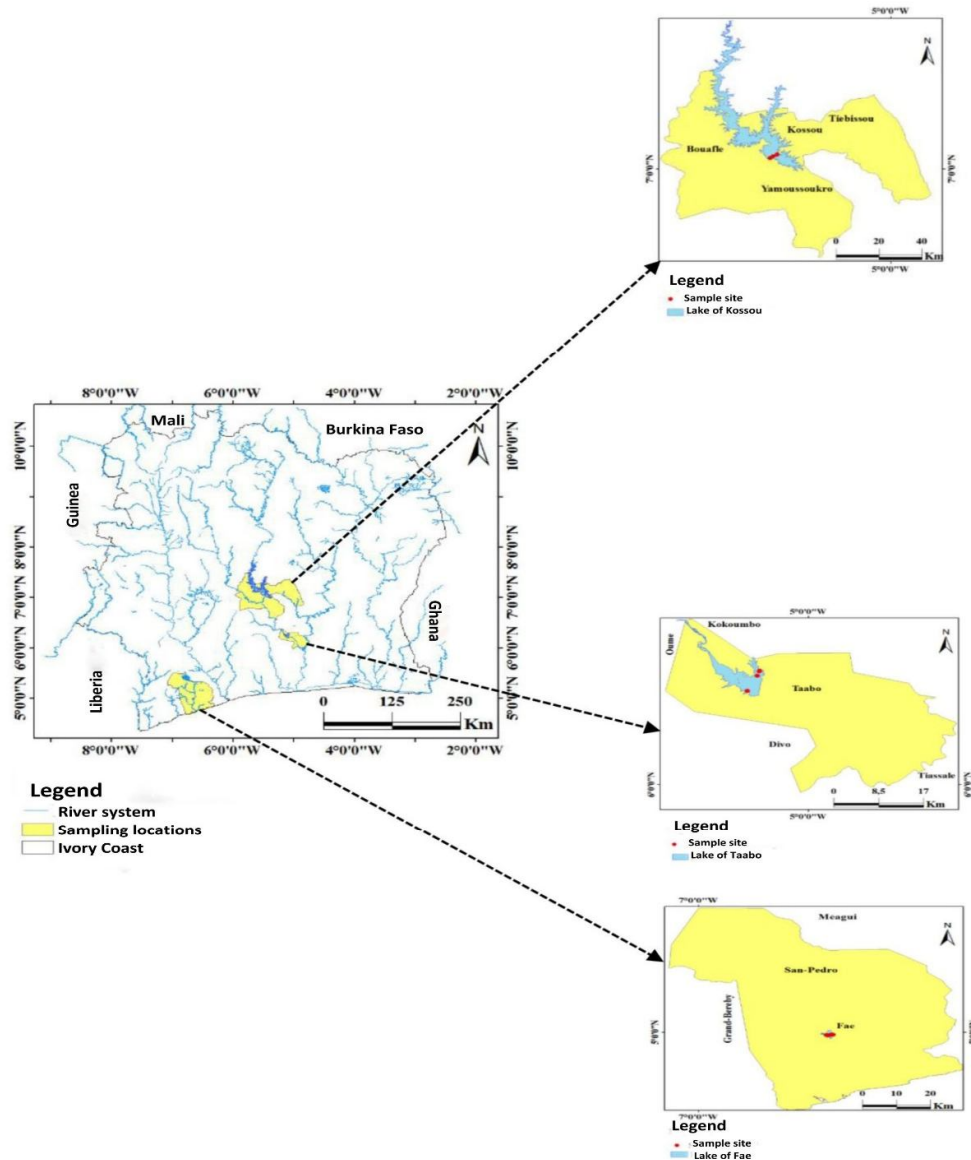 5°0'0"W
N
Tiebissou
Kossou
Bouafle
7°0'0"N
7°0'0"N
Yamoussoukro
0 20 40
Km
5°0'0"W
Legend
Sample site
Lake of Kossou
8°0'0"W 6°0'0"W 4°0'0"W 2°0'0"W
Mali
Burkina Faso
N
10°0'0"N
10°0'0"N
Guinea
8°0'0"N
8°0'0"N
7°0'0"N
7°0'0"N
Ghana
6°0'0"N
6°0'0"N
Liberia
5°0'0"N
5°0'0"N
0 125 250
Km
8°0'0"W 6°0'0"W 4°0'0"W 2°0'0"W
Legend
River system
Sampling locations
Ivory Coast
5°0'0"W
Kokoumbo
N
Oume
Taabo
Divo
Tiassale
6°0'0"N
6°0'0"N
0 8,5 17
Km
5°0'0"W
Legend
Sample site
Lake of Taabo
7°0'0"W
Meagui
N
San-Pedro
Grand-Bereby
Fae
5°0'0"N
0 10 20
Km
7°0'0"W
Legend
Sample site
Lake of Fae